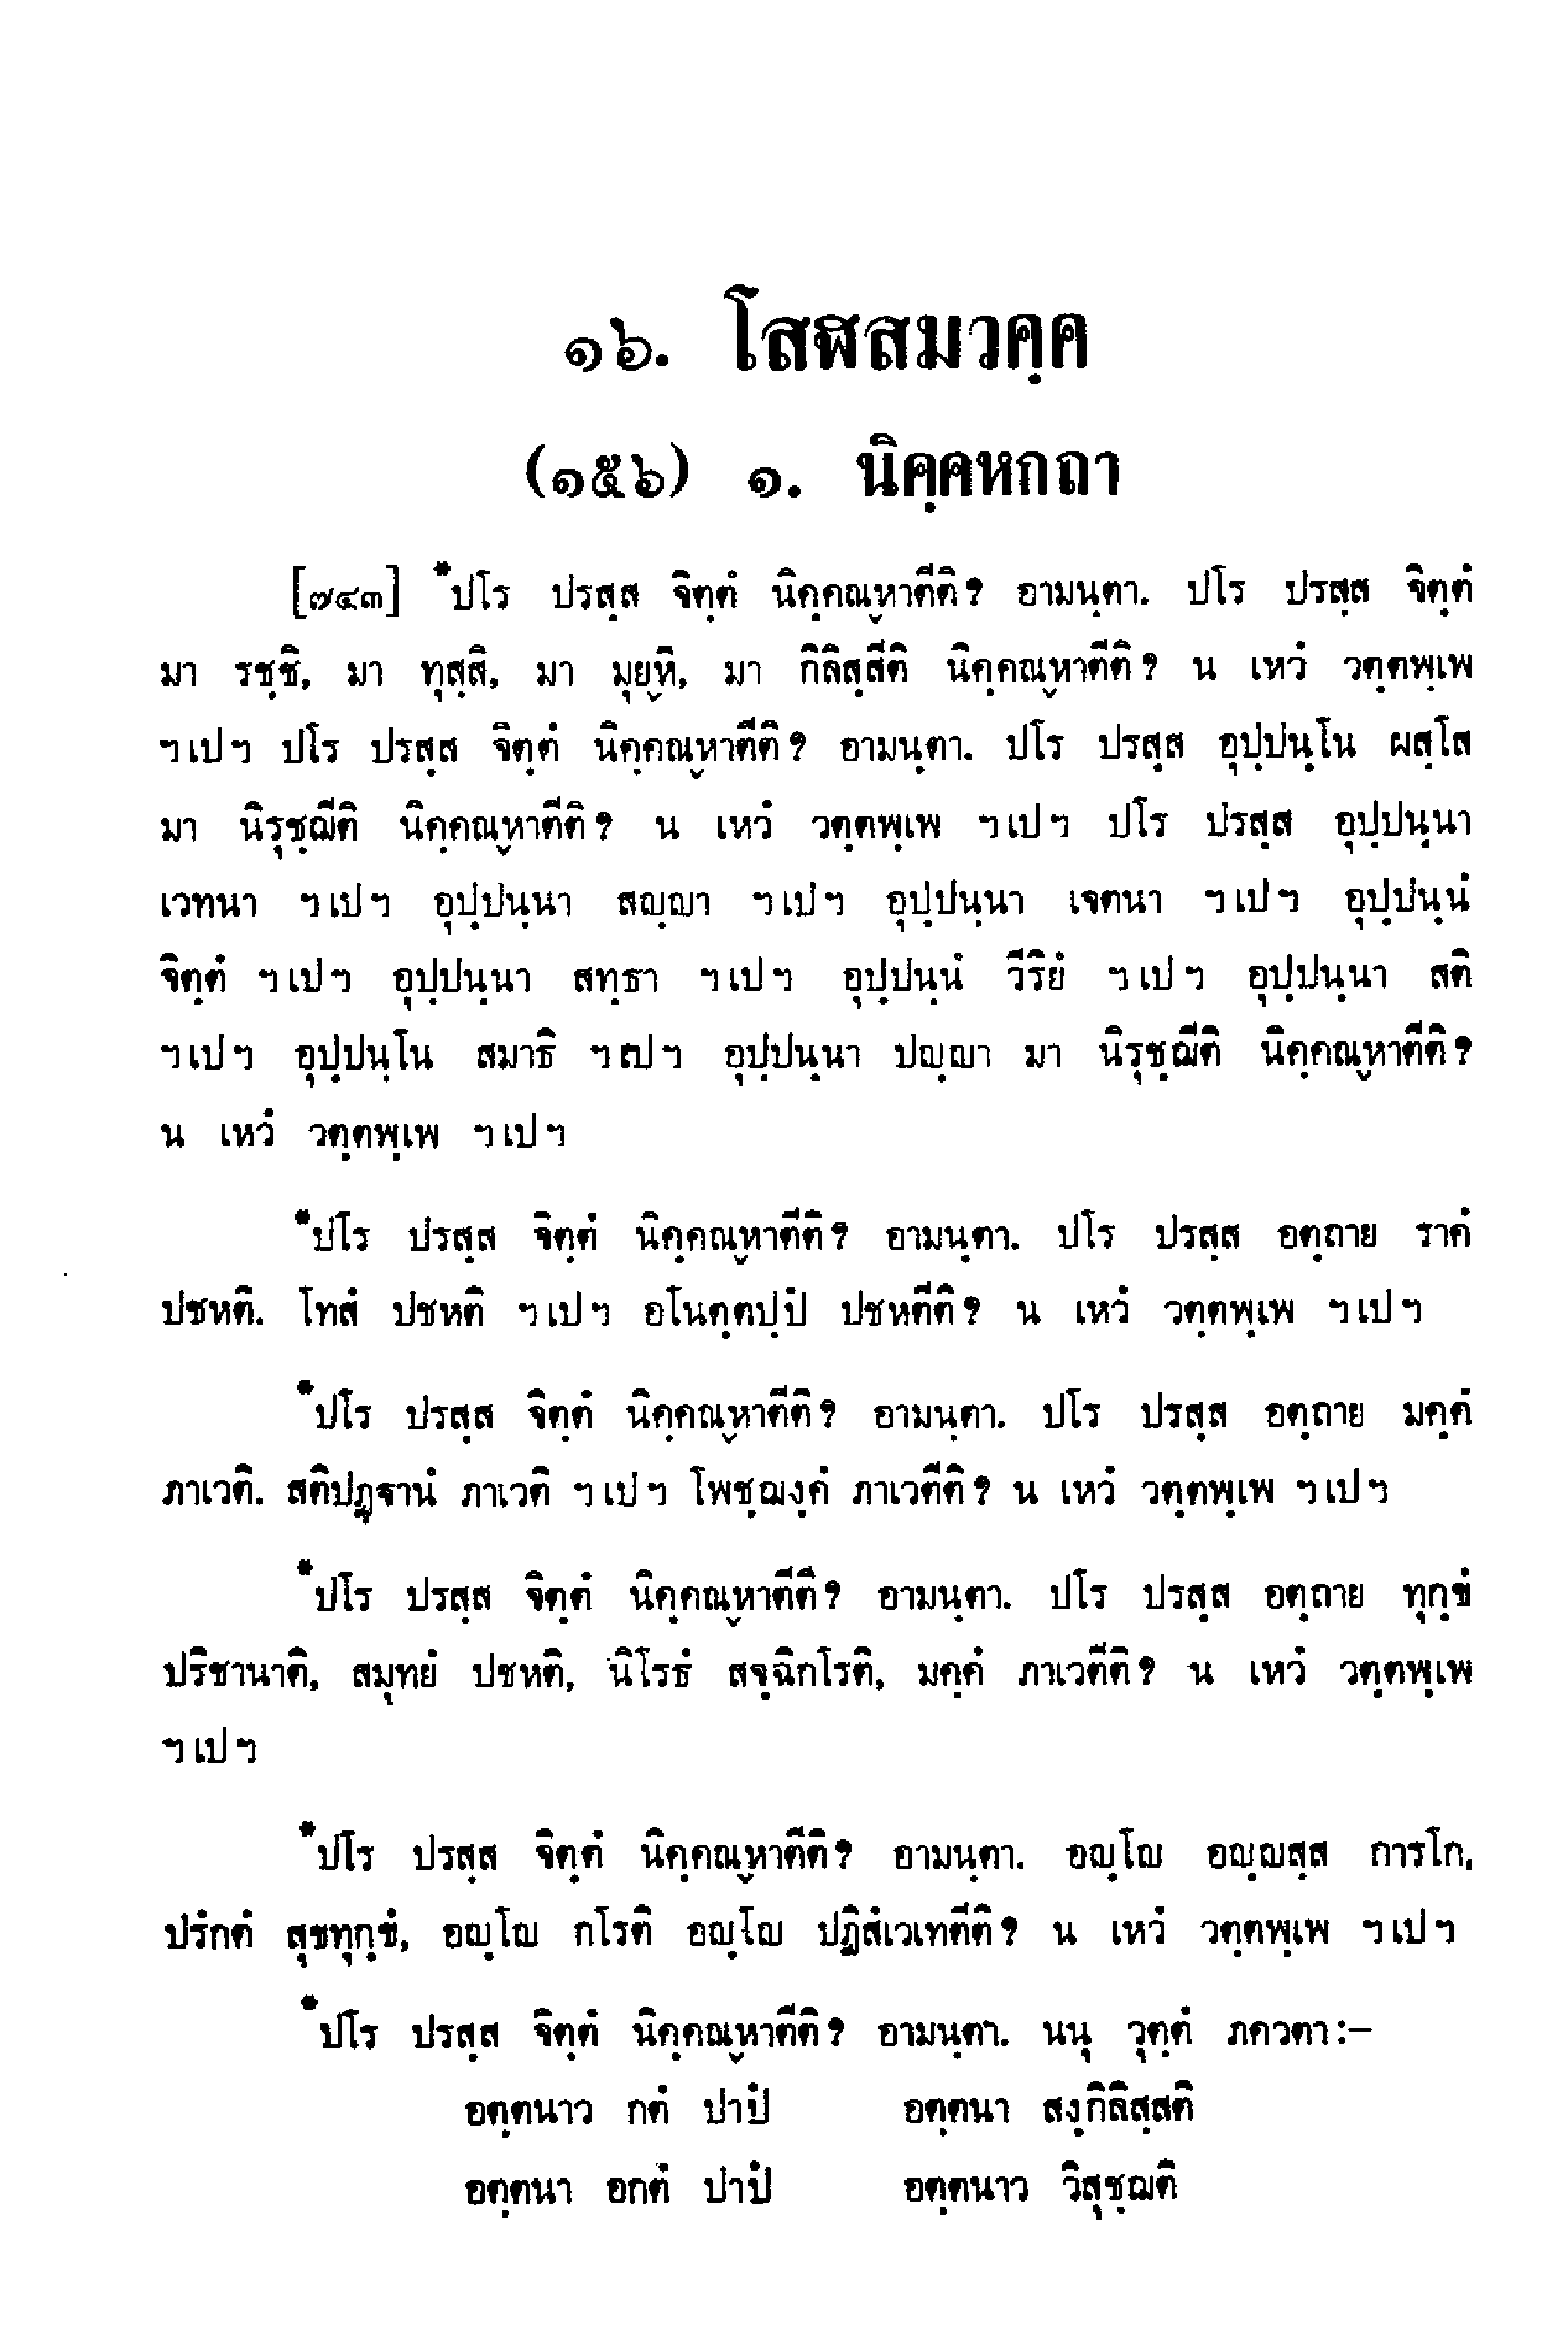 ๑๖. โสฬสมวคฺค
(๑๕๖) ๑. นิคฺคหกถา
[๗๔๓] *ปโร ปรสฺส จิตฺตํ นิคฺคณฺหาตีติ? อามนฺตา. ปโร ปรสฺส จิตฺตํ
มา รชฺชิ, มา ทุสฺสิ, มา มุยฺหิ, มา กิลิสฺสีติ นิคฺคณฺหาตีติ? น เหวํ วตฺตพฺเพ
ฯเปฯ ปโร ปรสฺส จิตฺตํ นิคฺคณฺหาตีติ? อามนฺตา. ปโร ปรสฺส อุปฺปนฺโน ผสฺโส
มา นิรุชฺฌีติ นิคฺคณฺหาตีติ? น เหวํ วตฺตพฺเพ ฯเปฯ ปโร ปรสฺส อุปฺปนฺนา
เวทนา ฯเปฯ อุปฺปนฺนา สญฺญา ฯเปฯ อุปฺปนฺนา เจตนา ฯเปฯ อุปฺปนฺนํ
จิตฺตํ ฯเปฯ อุปฺปนฺนา สทฺธา ฯเปฯ อุปฺปนฺนํ วีริยํ ฯเปฯ อุปฺปนฺนา สติ
ฯเปฯ อุปฺปนฺโน สมาธิ ฯเปฯ อุปฺปนฺนา ปญฺญา มา นิรุชฺฌีติ นิคฺคณฺหาตีติ?
น เหวํ วตฺตพฺเพ ฯเปฯ
*ปโร ปรสฺส จิตฺตํ นิคฺคณฺหาตีติ? อามนฺตา. ปโร ปรสฺส อตฺถาย ราคํ
ปชหติ. โทสํ ปชหติ ฯเปฯ อโนตฺตปฺปํ ปชหตีติ? น เหวํ วตฺตพฺเพ ฯเปฯ
*ปโร ปรสฺส จิตฺตํ นิคฺคณฺหาตีติ? อามนฺตา. ปโร ปรสฺส อตฺถาย มคฺคํ
ภาเวติ. สติปฏฺฐานํ ภาเวติ ฯเปฯ โพชฺฌงฺคํ ภาเวตีติ? น เหวํ วตฺตพฺเพ ฯเปฯ
*ปโร ปรสฺส จิตฺตํ นิคฺคณฺหาตีติ? อามนฺตา. ปโร ปรสฺส อตฺถาย ทุกฺขํ
ปริชานาติ, สมุทยํ ปชหติ, นิโรธํ สจฺฉิกโรติ, มคฺคํ ภาเวตีติ? น เหวํ วตฺตพฺเพ
ฯเปฯ
*ปโร ปรสฺส จิตฺตํ นิคฺคณฺหาตีติ? อามนฺตา. อญฺโญ อญฺญสฺส การโก,
ปรํกตํ สุขทุกฺขํ, อญฺโญ กโรติ อญฺโญ ปฏิสํเวเทตีติ? น เหวํ วตฺตพฺเพ ฯเปฯ
*ปโร ปรสฺส จิตฺตํ นิคฺคณฺหาตีติ? อามนฺตา. นนุ วุตฺตํ ภควตา:–
อตฺตนาว กตํ ปาปํ อตฺตนา สงฺกิลิสฺสติ
อตฺตนา อกตํ ปาปํ อตฺตนาว วิสุชฺฌติ